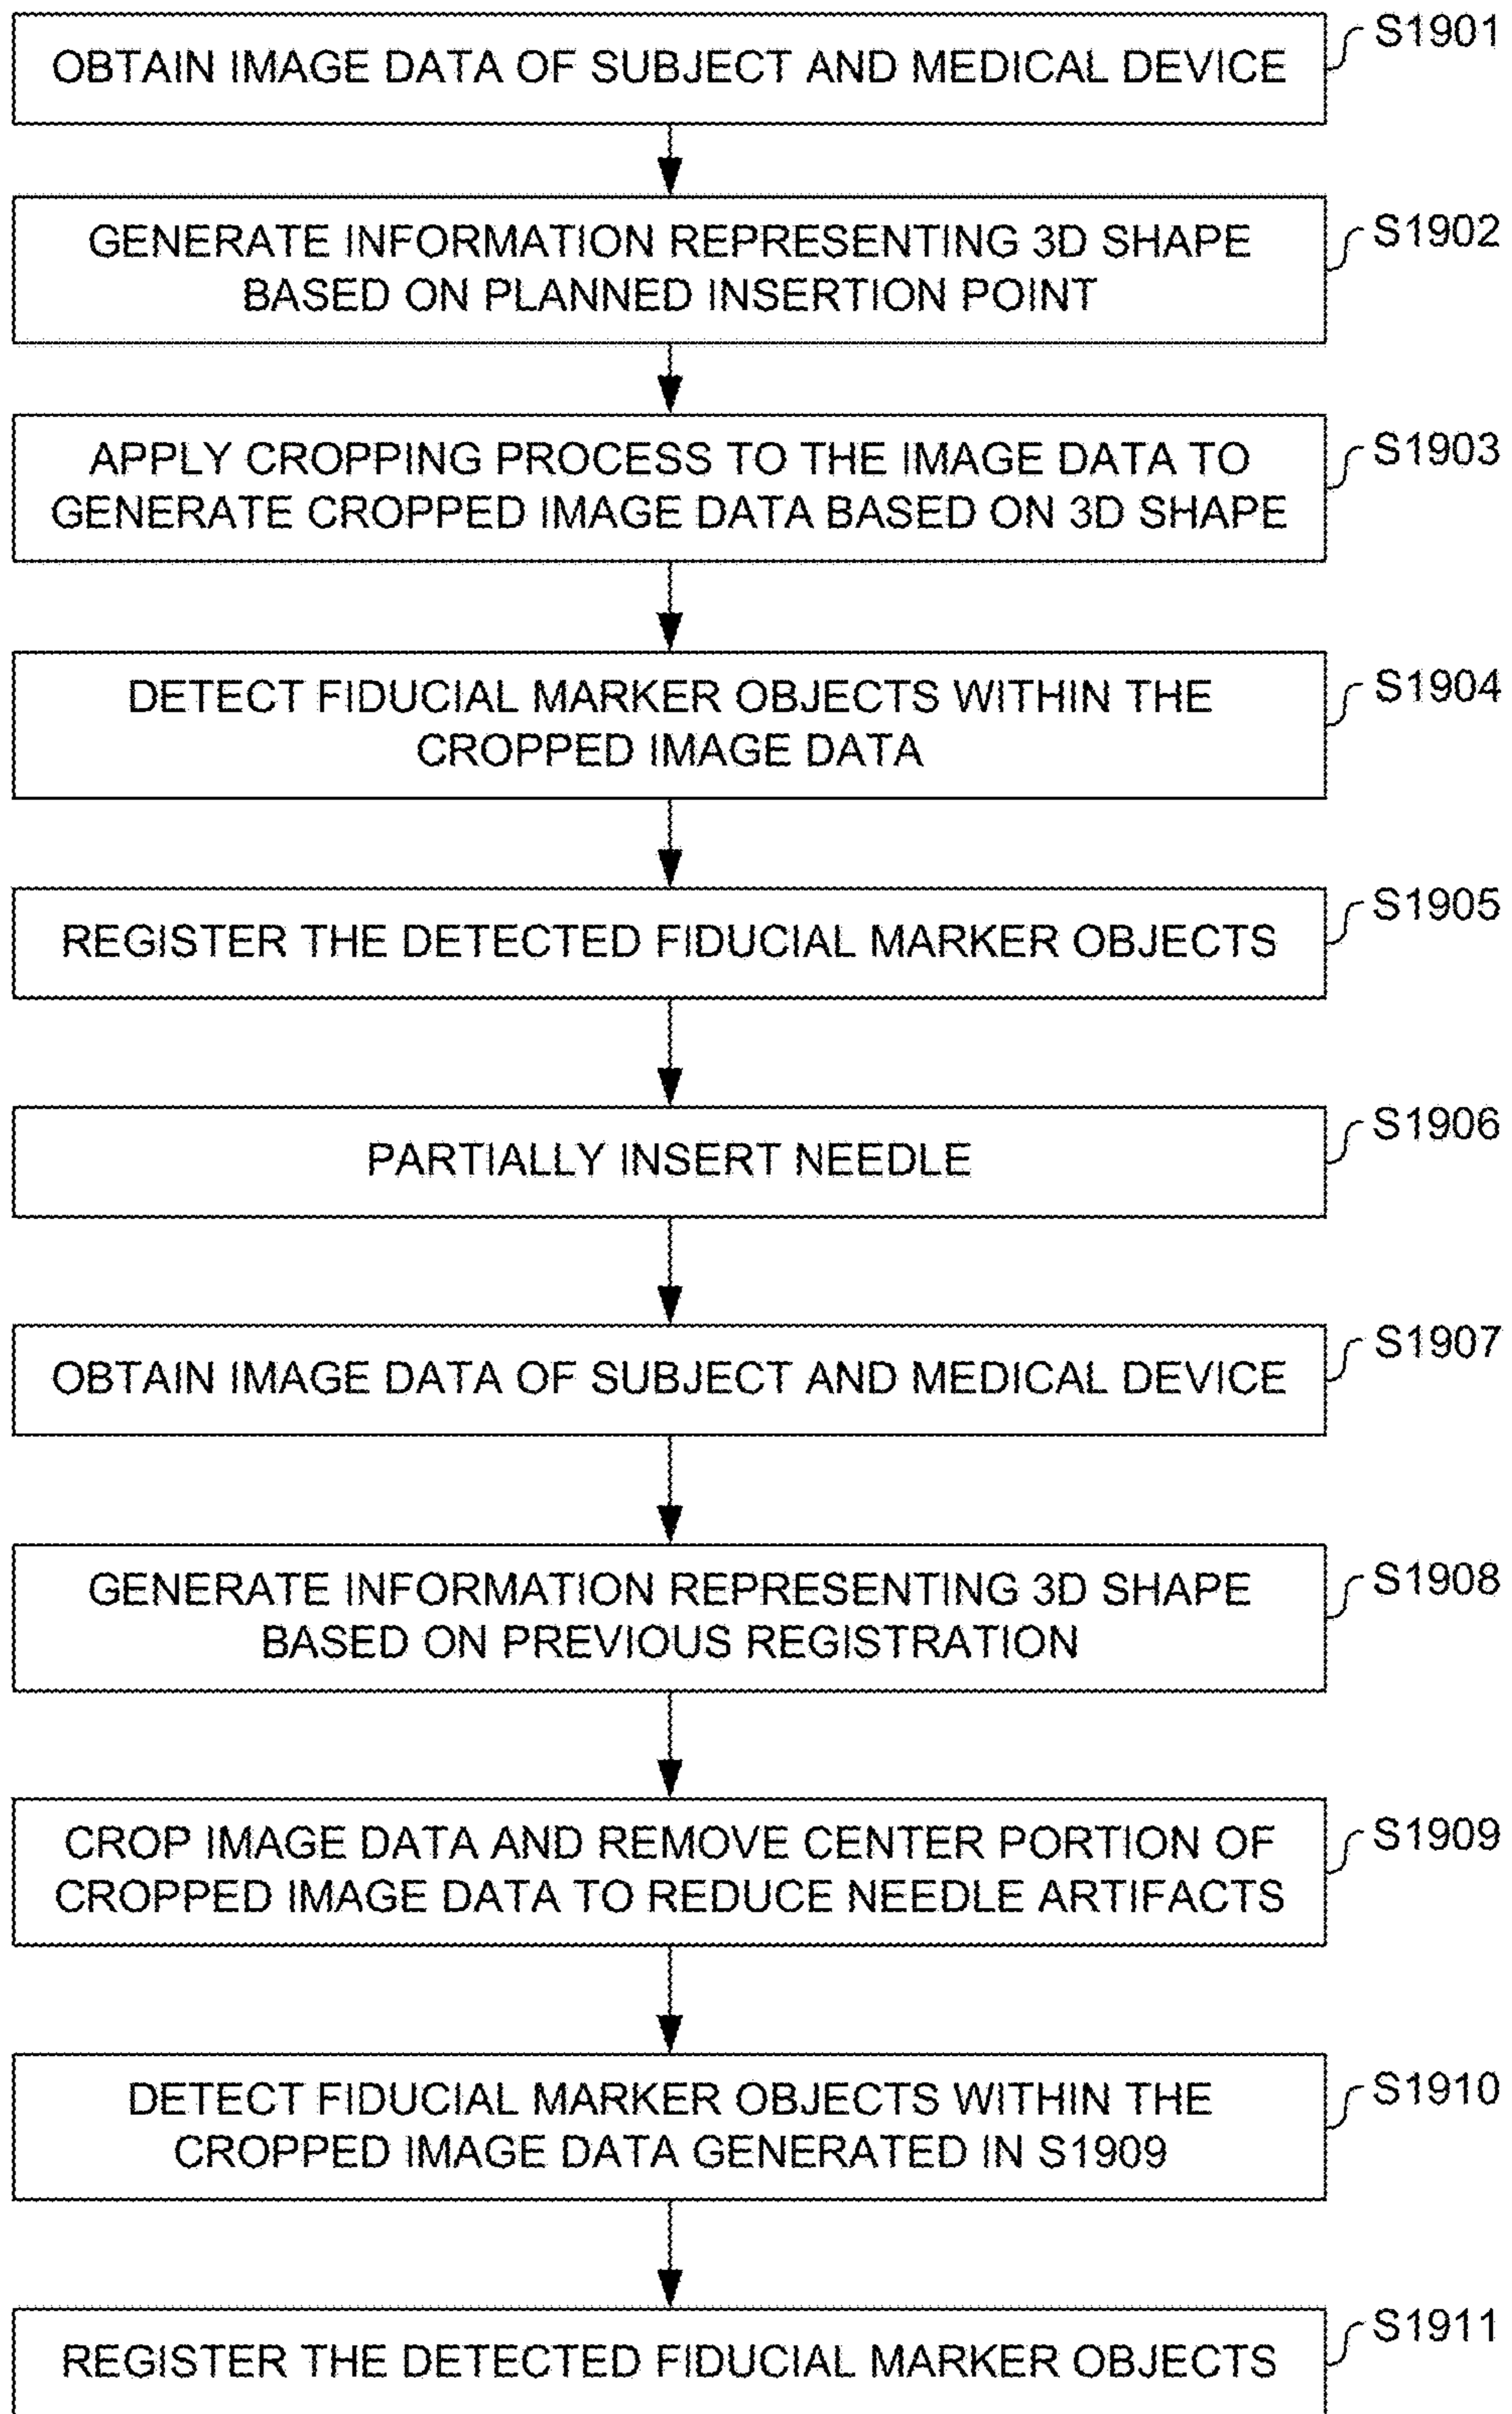 OBTAIN IMAGE DATA OF SUBJECT AND MEDICAL DEVICE
S1901
GENERATE INFORMATION REPRESENTING 3D SHAPE
BASED ON PLANNED INSERTION POINT
S1902
APPLY CROPPING PROCESS TO THE IMAGE DATA TO
GENERATE CROPPED IMAGE DATA BASED ON 3D SHAPE
S1903
DETECT FIDUCIAL MARKER OBJECTS WITHIN THE
CROPPED IMAGE DATA
S1904
REGISTER THE DETECTED FIDUCIAL MARKER OBJECTS
S1905
PARTIALLY INSERT NEEDLE
S1906
OBTAIN IMAGE DATA OF SUBJECT AND MEDICAL DEVICE
S1907
GENERATE INFORMATION REPRESENTING 3D SHAPE
BASED ON PREVIOUS REGISTRATION
S1908
CROP IMAGE DATA AND REMOVE CENTER PORTION OF
CROPPED IMAGE DATA TO REDUCE NEEDLE ARTIFACTS
S1909
DETECT FIDUCIAL MARKER OBJECTS WITHIN THE
CROPPED IMAGE DATA GENERATED IN S1909
S1910
REGISTER THE DETECTED FIDUCIAL MARKER OBJECTS
S1911